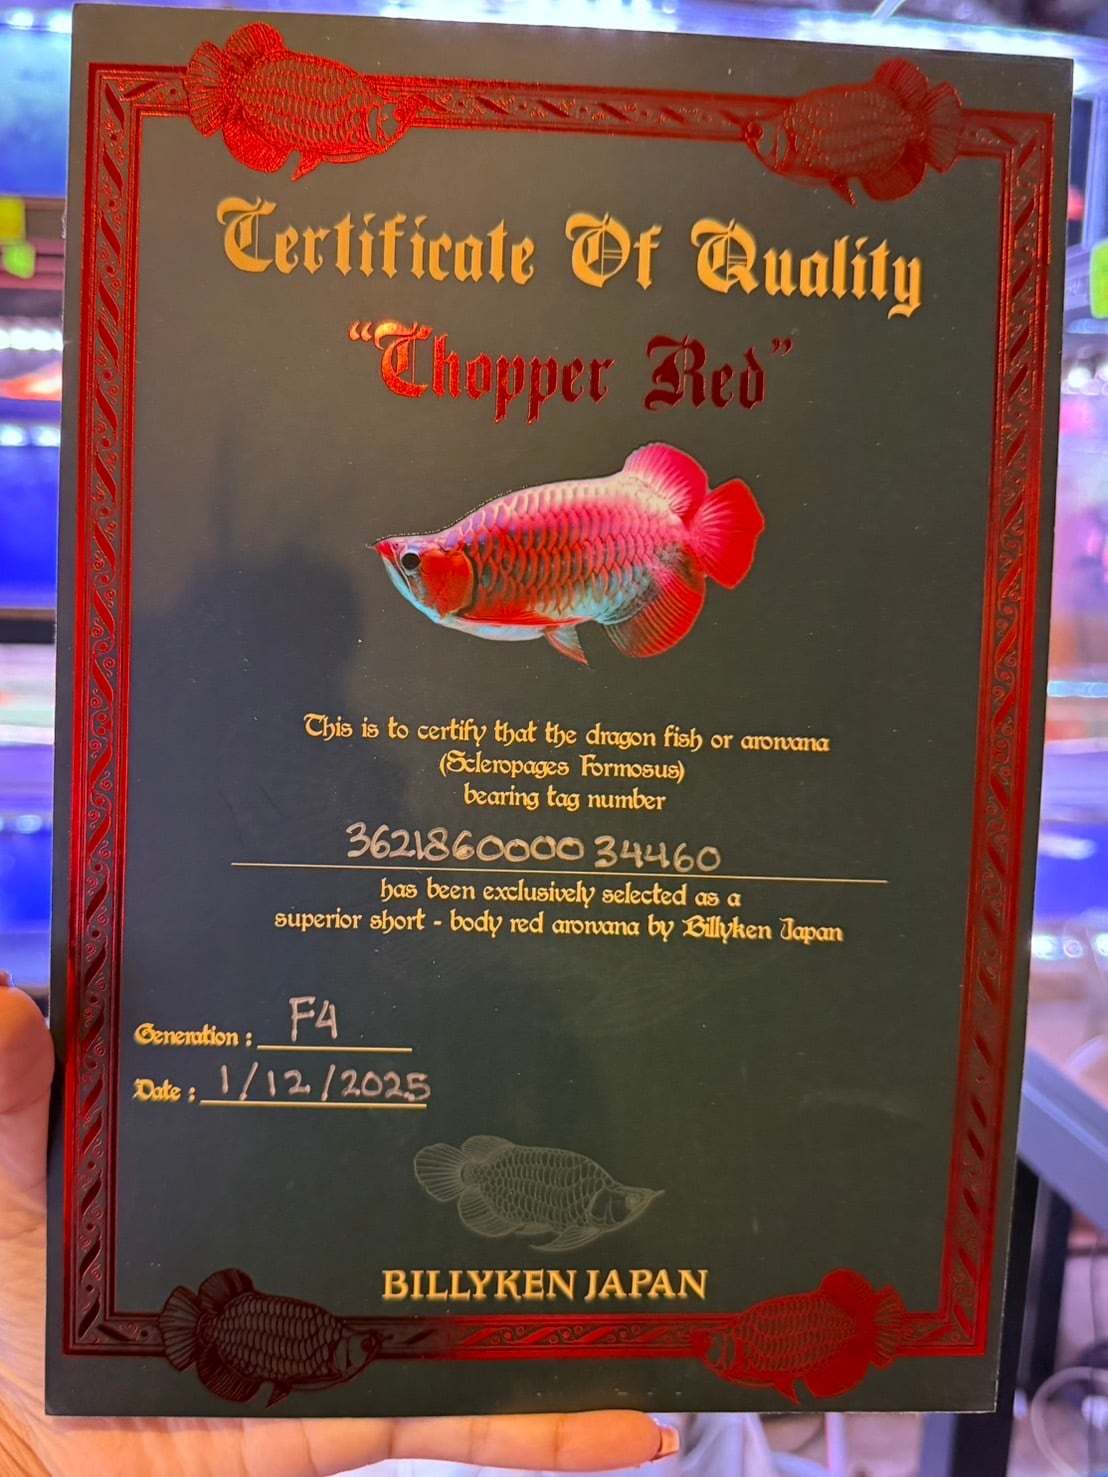 Certificate Of Quality
"Chopper Red"
This is to certify that the dragon fish or arowana
(Scleropages Formosus)
bearing tag number
362186000034460
has been exclusively selected as a
superior short - body red arowana by Billyken Japan
Generation : F4
Date : 1/12/2025
BILLYKEN JAPAN